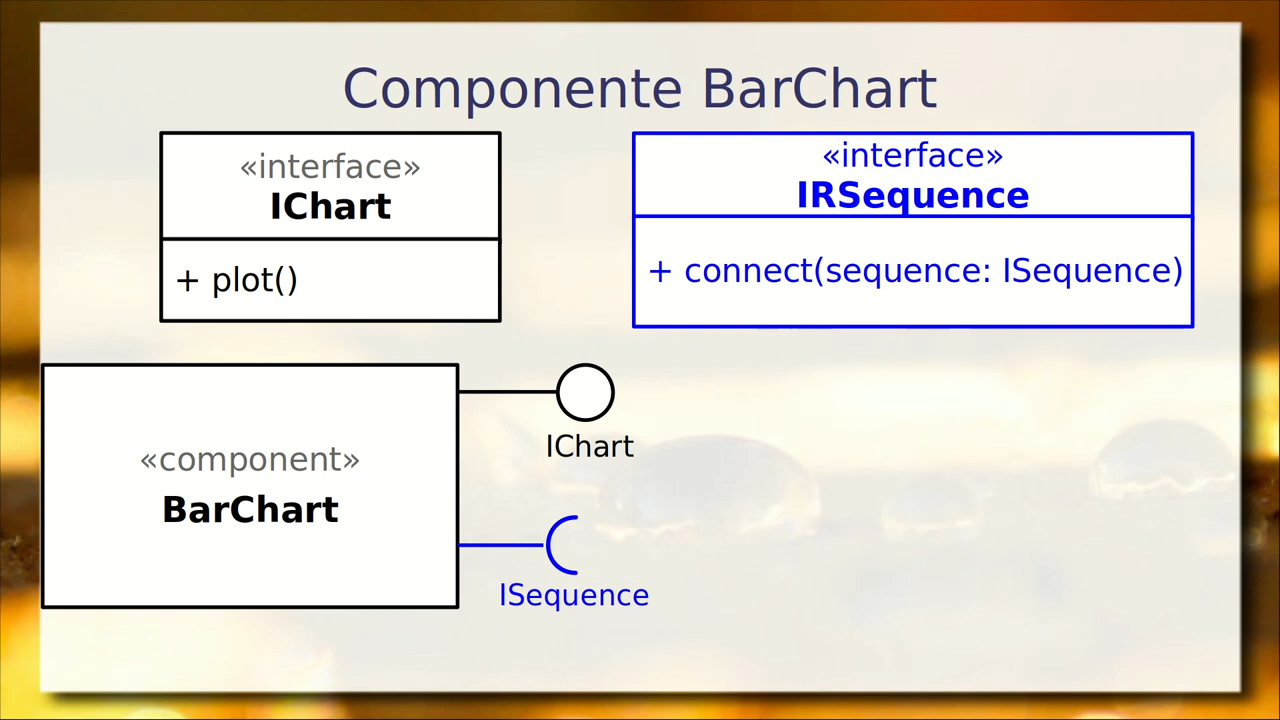 Componente BarChart
«interface»
IChart
+ plot()
«interface»
IRSequence
+ connect(sequence: ISequence)
«component»
BarChart
IChart
ISequence